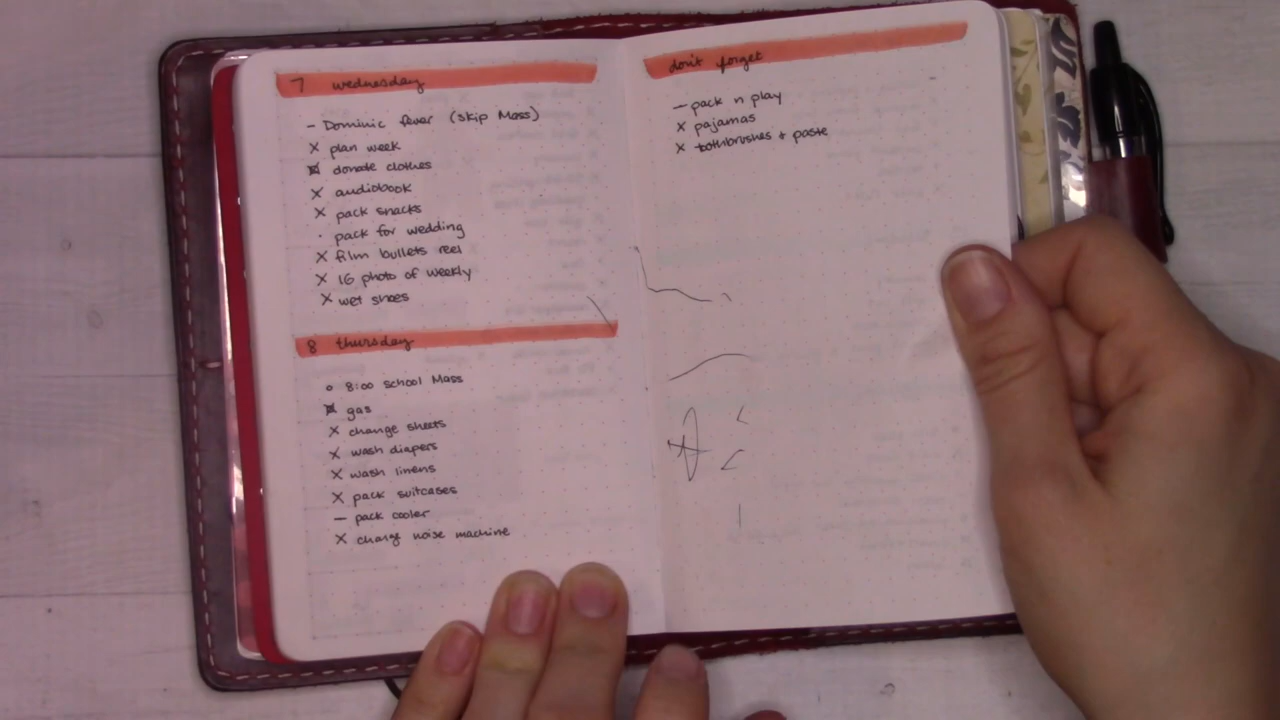 7 wednesday
– Dominic fever (skip Mass)
x plan week
x donate clothes
x audiobook
x pack snacks
· pack for wedding
x film bullets reel
x IG photo of weekly
x wet shoes
8 thursday
o 8:00 school Mass
x gas
x change sheets
x wash diapers
x wash linens
x pack suitcases
– pack cooler
x charge noise machine
don't forget
– pack n play
x pajamas
x tothbrushes + paste